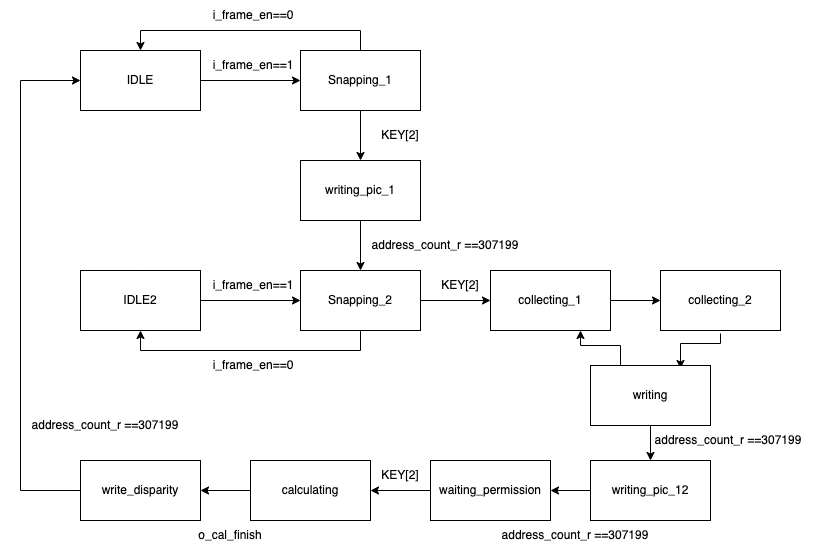 i_frame_en==0
IDLE
i_frame_en==1
Snapping_1
KEY[2]
writing_pic_1
address_count_r ==307199
IDLE2
i_frame_en==1
Snapping_2
KEY[2]
collecting_1
collecting_2
i_frame_en==0
writing
address_count_r ==307199
address_count_r ==307199
write_disparity
calculating
KEY[2]
waiting_permission
writing_pic_12
o_cal_finish
address_count_r ==307199